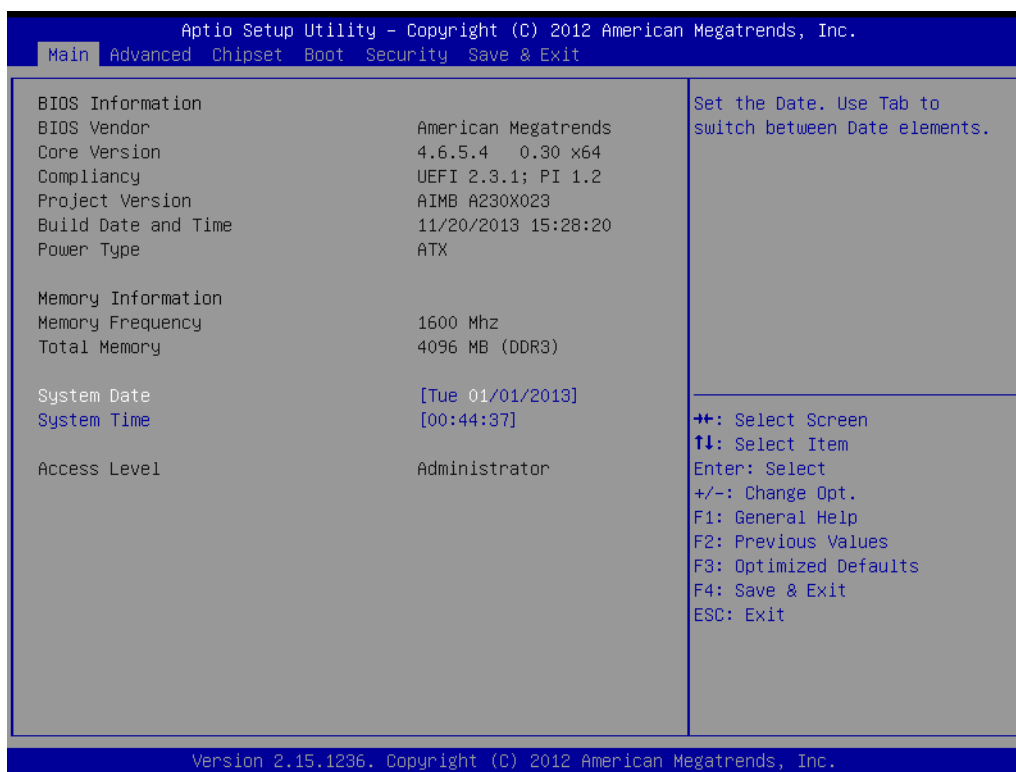 Aptio Setup Utility – Copyright (C) 2012 American Megatrends, Inc.
Main Advanced Chipset Boot Security Save & Exit
BIOS Information
BIOS Vendor American Megatrends
Core Version 4.6.5.4 0.30 x64
Compliancy UEFI 2.3.1; PI 1.2
Project Version AIMB A230X023
Build Date and Time 11/20/2013 15:28:20
Power Type ATX
Memory Information
Memory Frequency 1600 Mhz
Total Memory 4096 MB (DDR3)
System Date [Tue 01/01/2013]
System Time [00:44:37]
Access Level Administrator
Set the Date. Use Tab to
switch between Date elements.
→←: Select Screen
↑↓: Select Item
Enter: Select
+/-: Change Opt.
F1: General Help
F2: Previous Values
F3: Optimized Defaults
F4: Save & Exit
ESC: Exit
Version 2.15.1236. Copyright (C) 2012 American Megatrends, Inc.